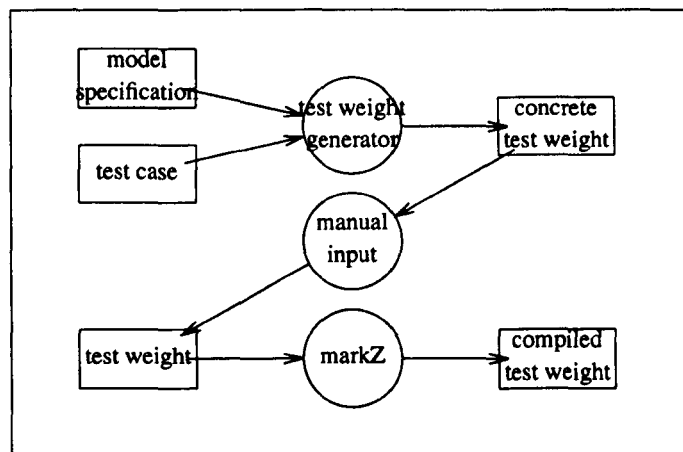 model
specification
test weight
generator
concrete
test weight
test case
manual
input
test weight
markZ
compiled
test weight